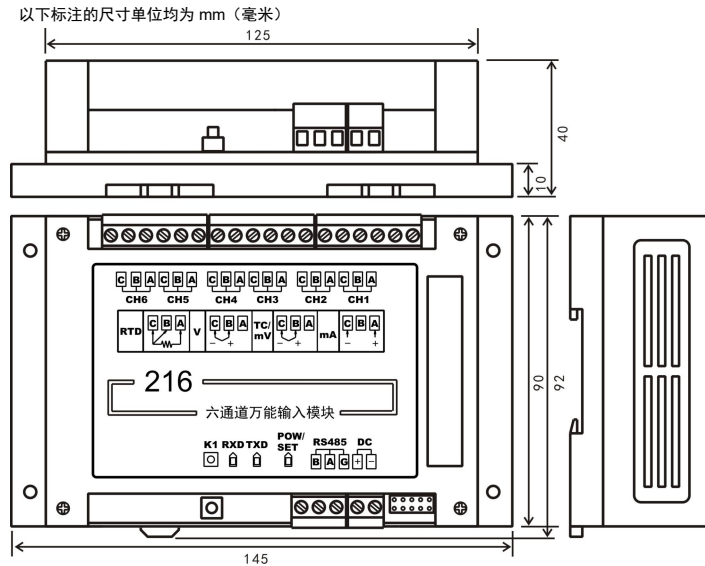 以下标注的尺寸单位均为 mm（毫米）
125
40
10
C B A C B A C B A C B A C B A C B A
CH6 CH5 CH4 CH3 CH2 CH1
RTD C B A V C B A TC/mV C B A mA C B A
- + - + - +
216
六通道万能输入模块
K1 RXD TXD POW/SET RS485 DC
B A G + -
90
92
145